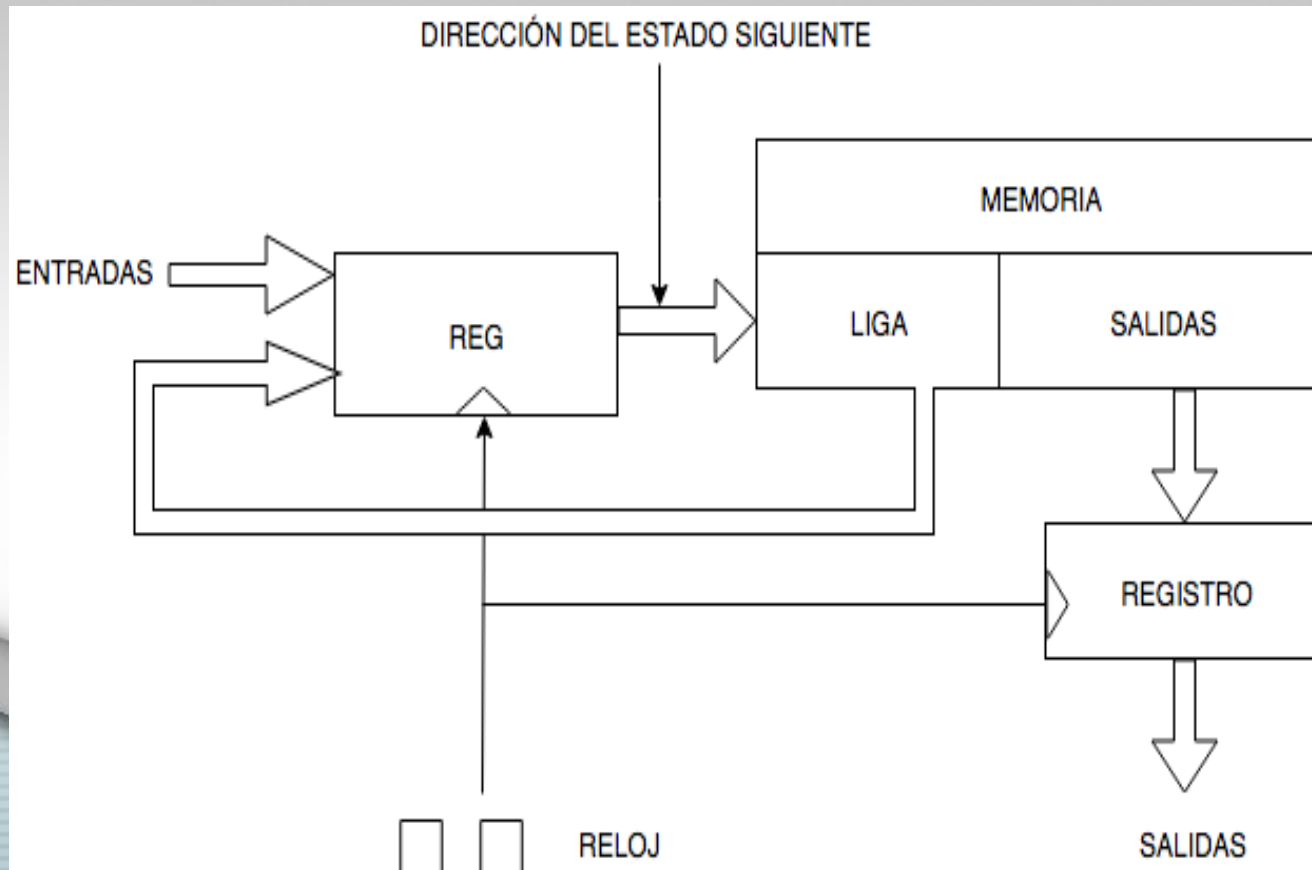 DIRECCIÓN DEL ESTADO SIGUIENTE
MEMORIA
ENTRADAS
REG
LIGA
SALIDAS
REGISTRO
RELOJ
SALIDAS